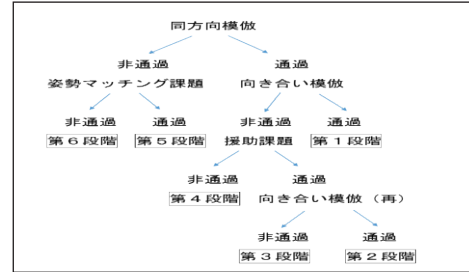 同方向模倣
非通過 通過
姿勢マッチング課題 向き合い模倣
非通過 通過 非通過 通過
第6段階 第5段階 援助課題 第1段階
非通過 通過
第4段階 向き合い模倣（再）
非通過 通過
第3段階 第2段階